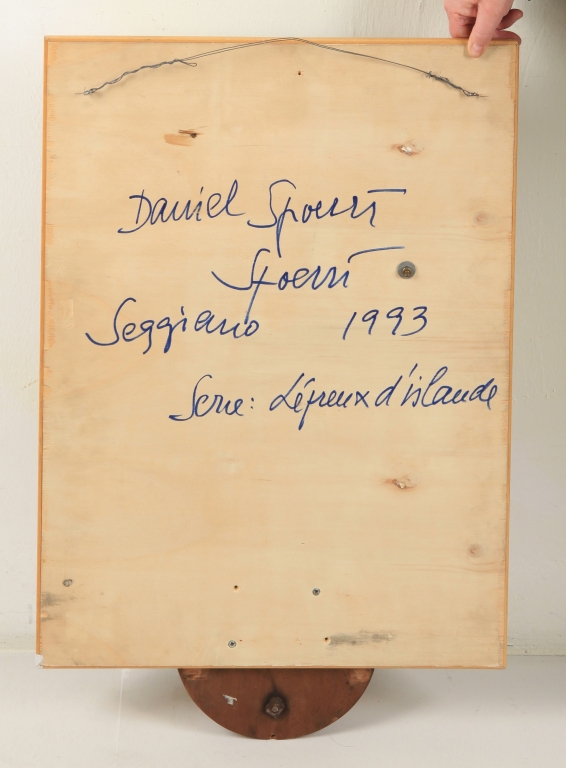 Daniel Spoerri
Spoerri
Seggiano 1993
Serie: Lépreux d'islande